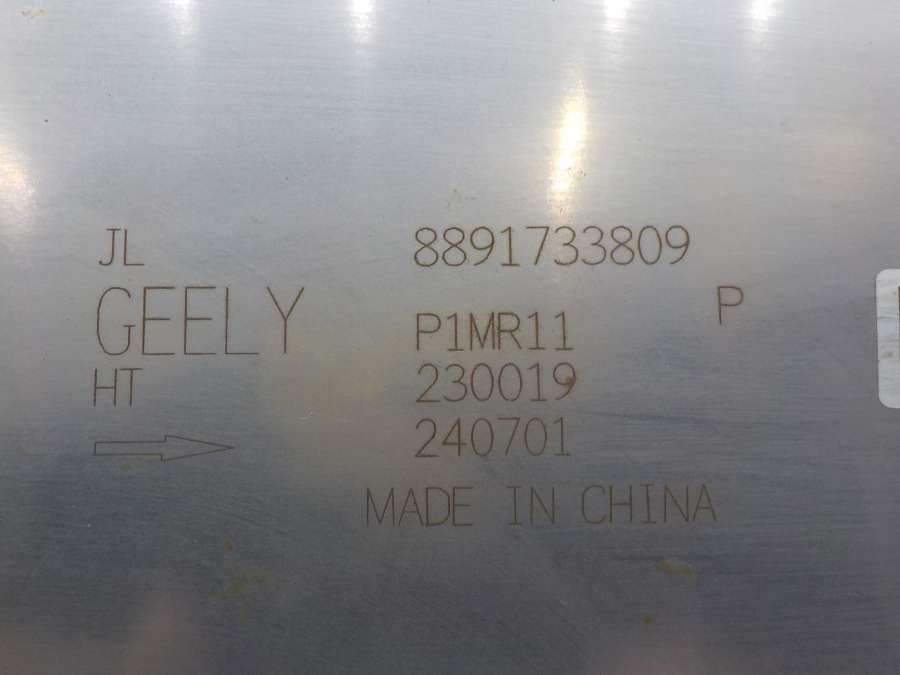 JL 8891733809
GEELY P1MR11 P
HT 230019
240701
MADE IN CHINA